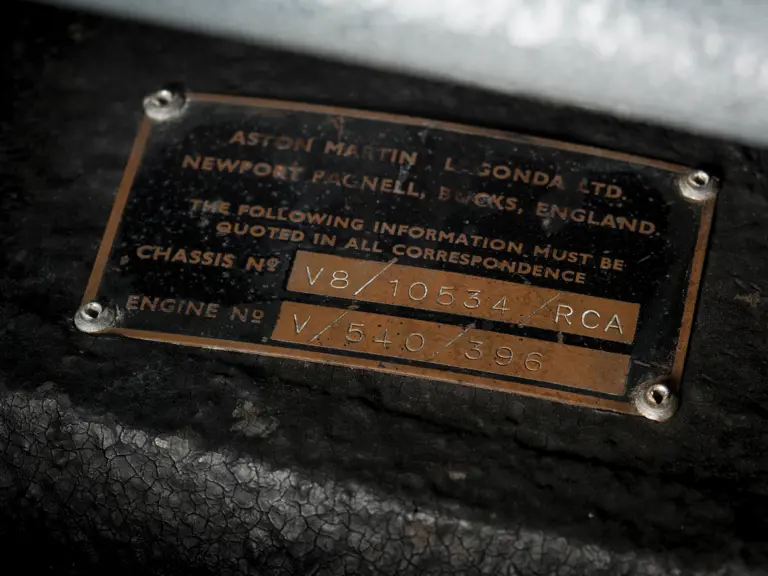 ASTON MARTIN LAGONDA LTD.
NEWPORT PAGNELL, BUCKS, ENGLAND
THE FOLLOWING INFORMATION MUST BE
QUOTED IN ALL CORRESPONDENCE
CHASSIS Nº V8/10534/RCA
ENGINE Nº V/540/396